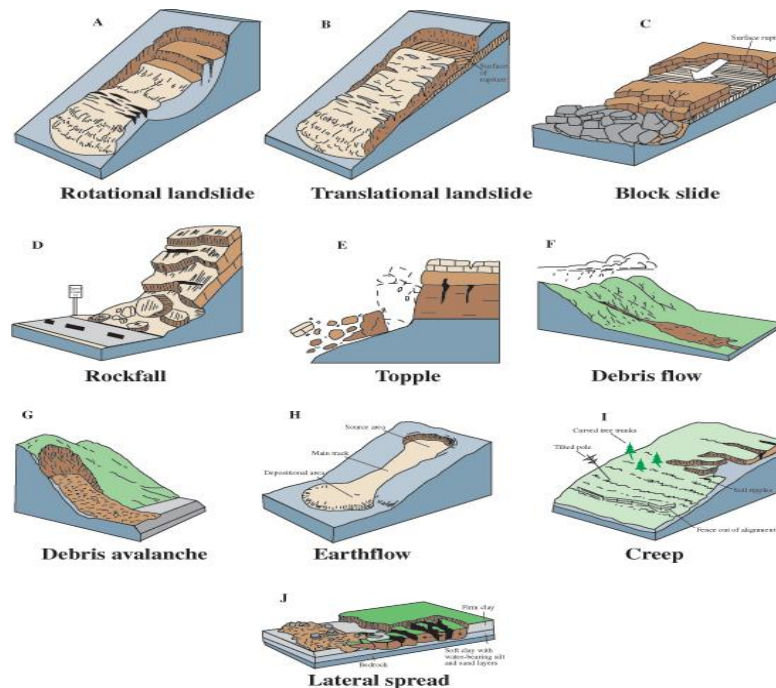 A
B
C
Surface
Surface
of
rupture
Toe
Rotational landslide
Translational landslide
Block slide
D
E
F
Rockfall
Topple
Debris flow
G
H
I
Source area
Main track
Depositional area
Curved tree trunks
Tilted pole
Soil ripples
Fence out of alignment
Debris avalanche
Earthflow
Creep
J
Firm clay
Soft clay with
water-bearing silt
and sand layers
Bedrock
Lateral spread